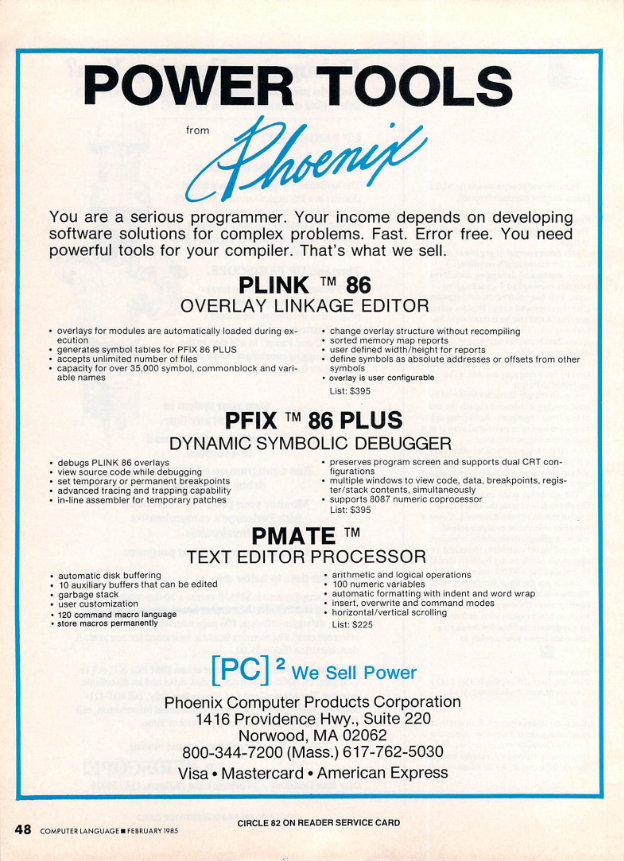 POWER TOOLS
from
Phoenix
You are a serious programmer. Your income depends on developing
software solutions for complex problems. Fast. Error free. You need
powerful tools for your compiler. That's what we sell.
PLINK ™ 86
OVERLAY LINKAGE EDITOR
• overlays for modules are automatically loaded during ex-
ecution
• generates symbol tables for PFIX 86 PLUS
• accepts unlimited number of files
• capacity for over 35,000 symbol, commonblock and vari-
able names
• change overlay structure without recompiling
• sorted memory map reports
• user defined width/height for reports
• define symbols as absolute addresses or offsets from other
symbols
• overlay is user configurable
List: $395
PFIX ™ 86 PLUS
DYNAMIC SYMBOLIC DEBUGGER
• debugs PLINK 86 overlays
• view source code while debugging
• set temporary or permanent breakpoints
• advanced tracing and trapping capability
• in-line assembler for temporary patches
• preserves program screen and supports dual CRT con-
figurations
• multiple windows to view code, data, breakpoints, regis-
ter/stack contents, simultaneously
• supports 8087 numeric coprocessor
List: $395
PMATE ™
TEXT EDITOR PROCESSOR
• automatic disk buffering
• 10 auxiliary buffers that can be edited
• garbage stack
• user customization
• 120 command macro language
• store macros permanently
• arithmetic and logical operations
• 100 numeric variables
• automatic formatting with indent and word wrap
• insert, overwrite and command modes
• horizontal/vertical scrolling
List: $225
[PC] ² We Sell Power
Phoenix Computer Products Corporation
1416 Providence Hwy., Suite 220
Norwood, MA 02062
800-344-7200 (Mass.) 617-762-5030
Visa • Mastercard • American Express
CIRCLE 82 ON READER SERVICE CARD
48 COMPUTER LANGUAGE ■ FEBRUARY 1985